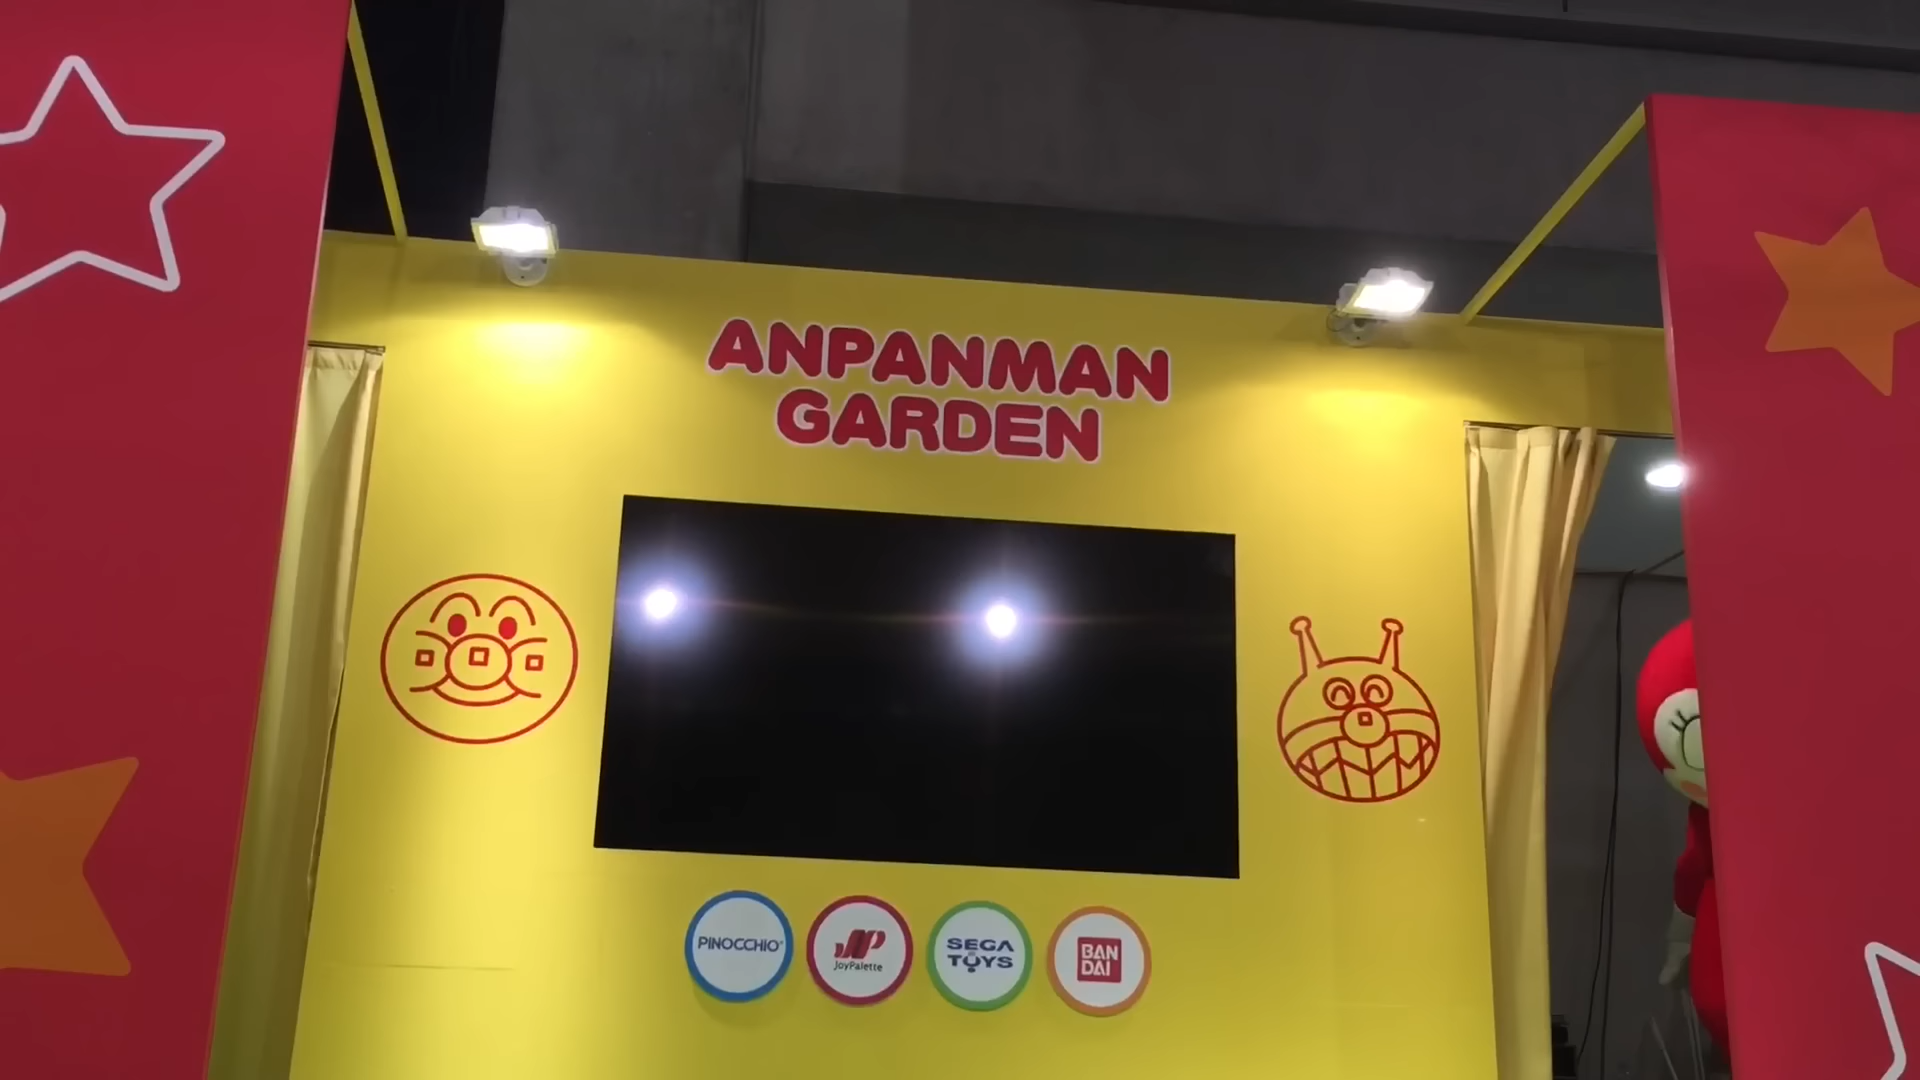 ANPANMAN
GARDEN
PINOCCHIO
JoyPalette
SEGA
TOYS
BAN
DAI